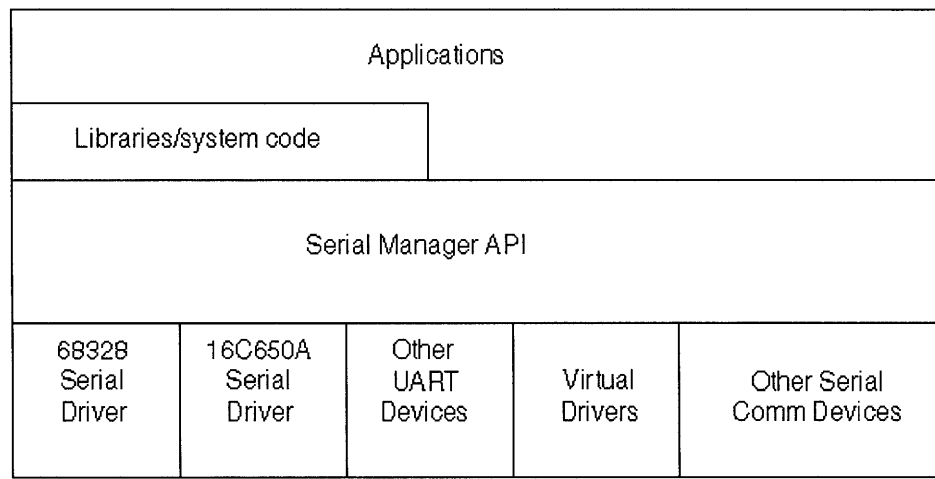 Applications
Libraries/system code
Serial Manager API
68328
Serial
Driver
16C650A
Serial
Driver
Other
UART
Devices
Virtual
Drivers
Other Serial
Comm Devices